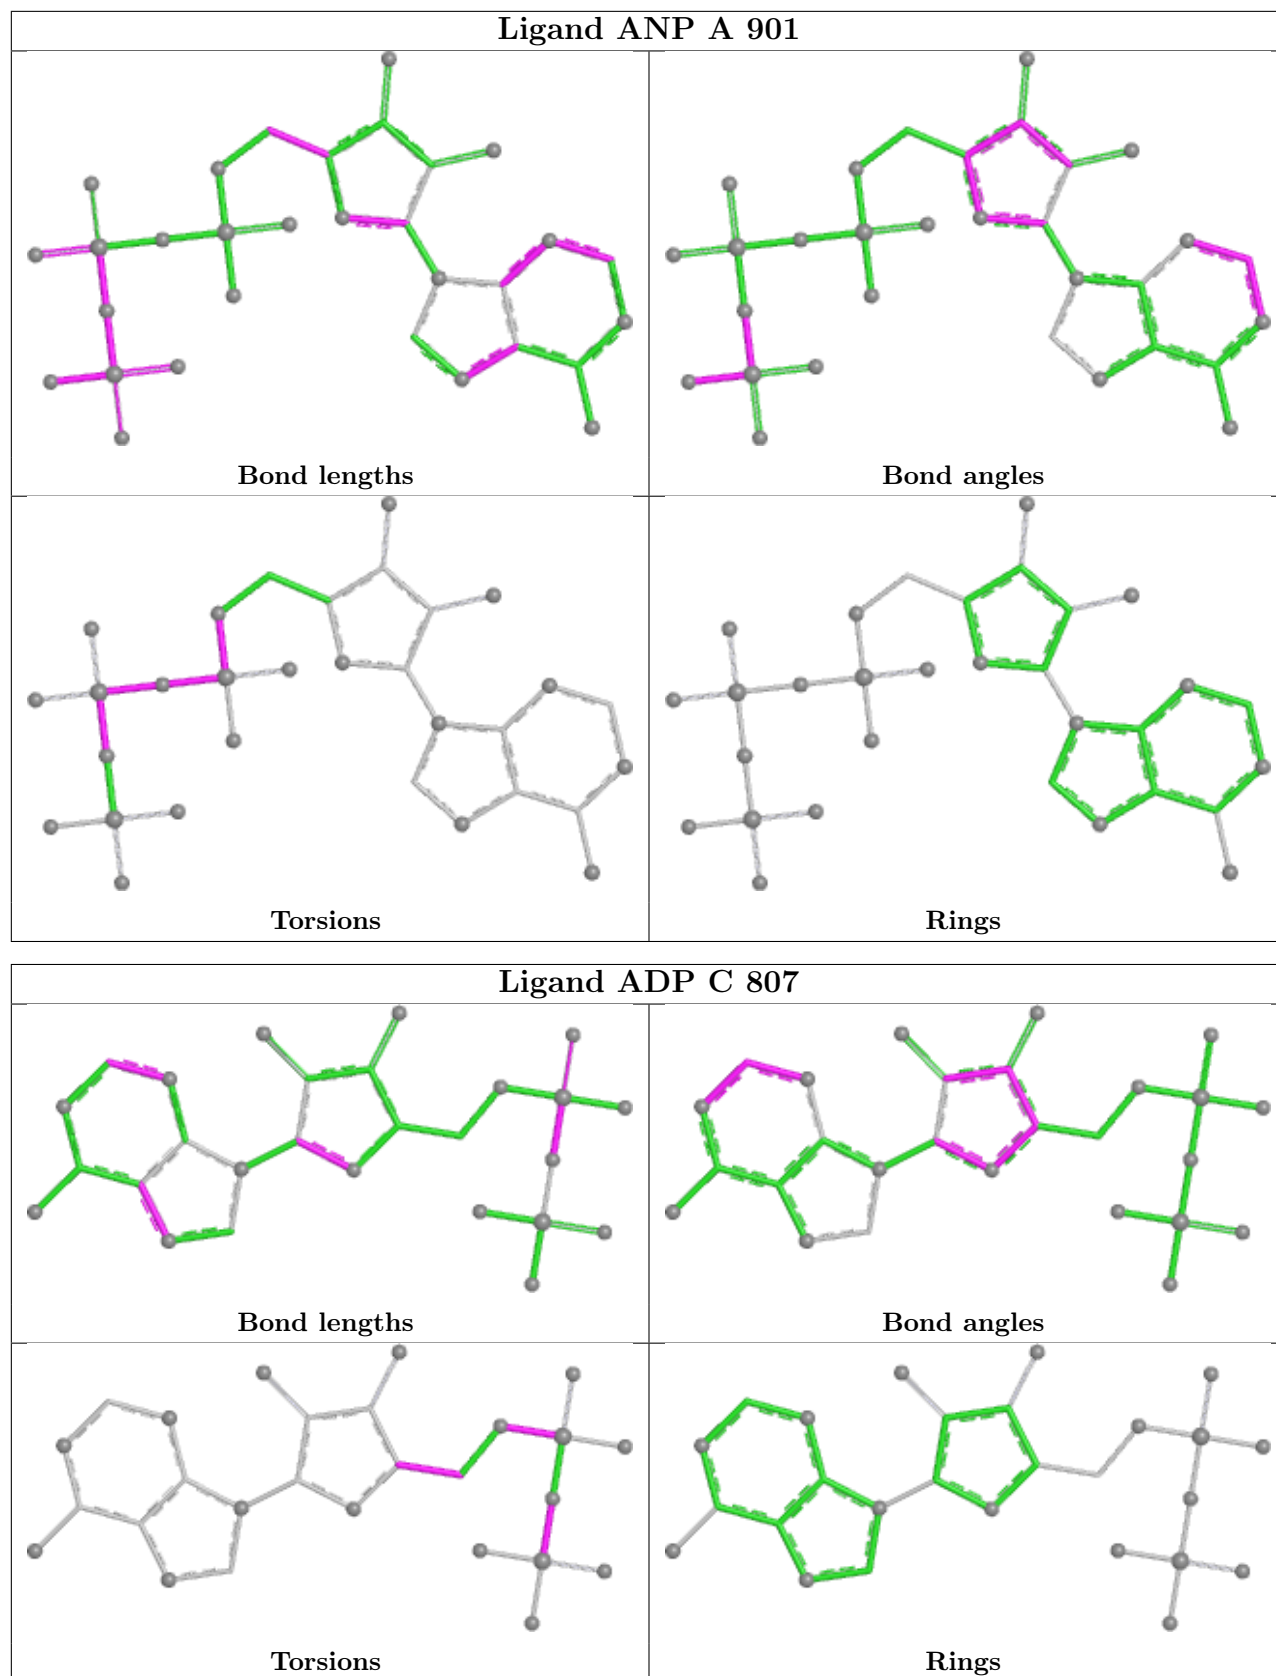 Ligand ANP A 901
Bond lengths
Bond angles
Torsions
Rings
Ligand ADP C 807
Bond lengths
Bond angles
Torsions
Rings